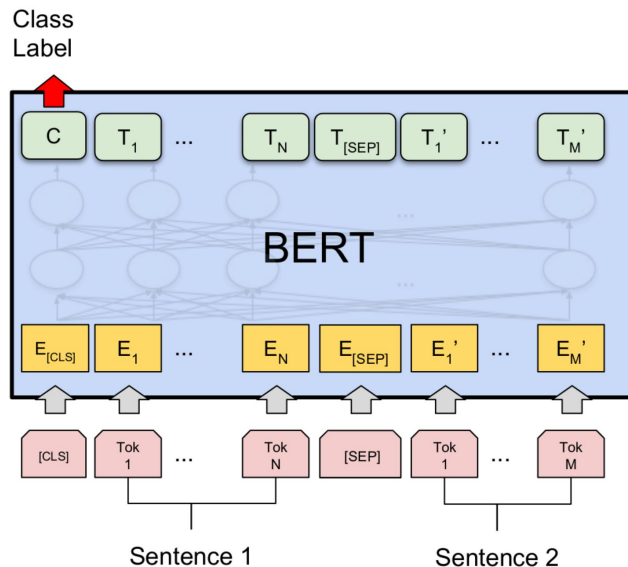 Class
Label
C T1 ... TN T[SEP] T1' ... TM'
...
BERT
...
E[CLS] E1 ... EN E[SEP] E1' ... EM'
[CLS] Tok 1 ... Tok N [SEP] Tok 1 ... Tok M
Sentence 1 Sentence 2